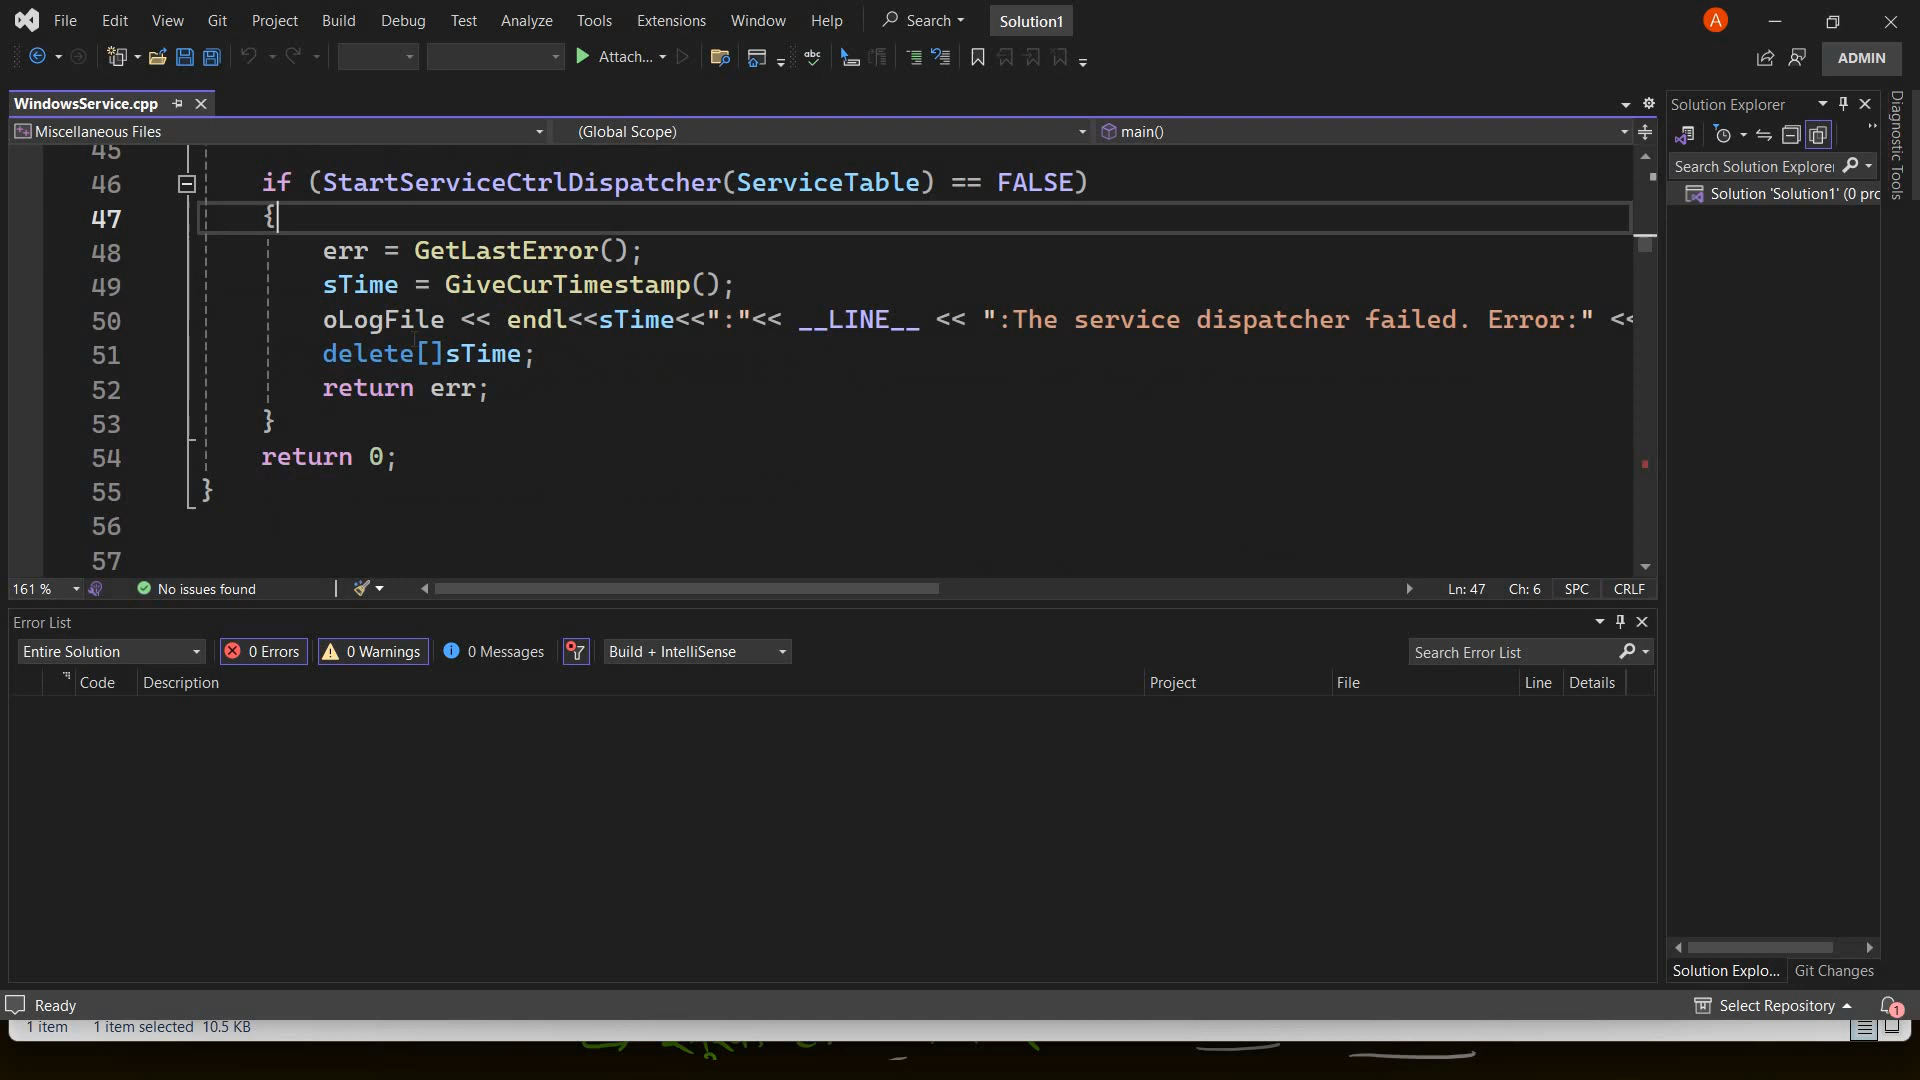 File Edit View Git Project Build Debug Test Analyze Tools Extensions Window Help Search Solution1 A
Attach... abc ADMIN
WindowsService.cpp
Miscellaneous Files (Global Scope) main()
45
46 if (StartServiceCtrlDispatcher(ServiceTable) == FALSE)
47 {
48 err = GetLastError();
49 sTime = GiveCurTimestamp();
50 oLogFile << endl<<sTime<<":"<< __LINE__ << ":The service dispatcher failed. Error:" <<
51 delete[]sTime;
52 return err;
53 }
54 return 0;
55 }
56
57
161 % No issues found Ln: 47 Ch: 6 SPC CRLF
Error List
Entire Solution 0 Errors 0 Warnings 0 Messages Build + IntelliSense Search Error List
Code Description Project File Line Details
Solution Explorer
Search Solution Explorer
Solution 'Solution1' (0 pro
Solution Explo... Git Changes
Diagnostic Tools
Ready Select Repository 1
1 item 1 item selected 10.5 KB